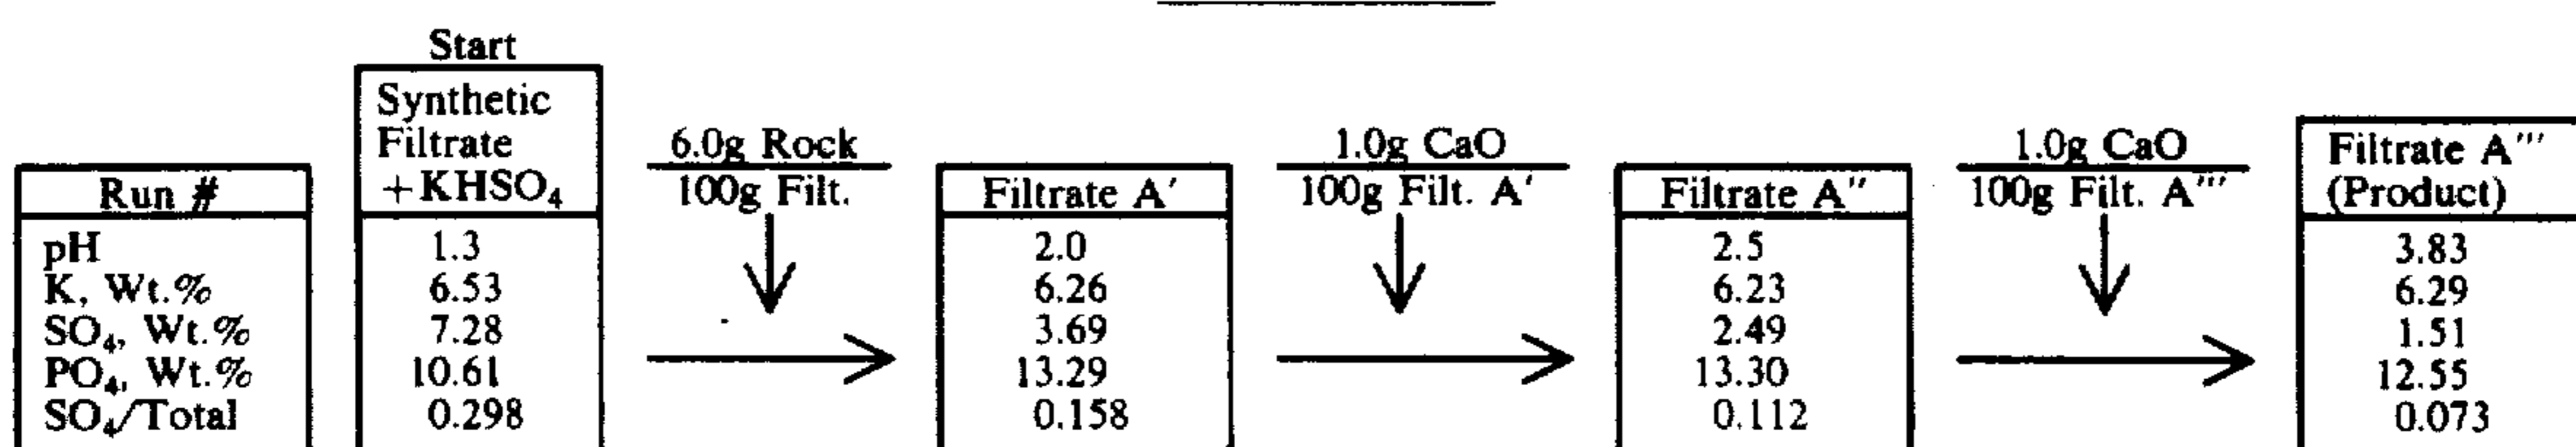 Start
Synthetic
Filtrate
+KHSO₄
6.0g Rock
100g Filt.
1.0g CaO
100g Filt. A′
1.0g CaO
100g Filt. A‴
Filtrate A‴
(Product)
Run # Filtrate A′ Filtrate A″
pH 1.3 2.0 2.5 3.83
K, Wt.% 6.53 6.26 6.23 6.29
SO₄, Wt.% 7.28 3.69 2.49 1.51
PO₄, Wt.% 10.61 13.29 13.30 12.55
SO₄/Total 0.298 0.158 0.112 0.073